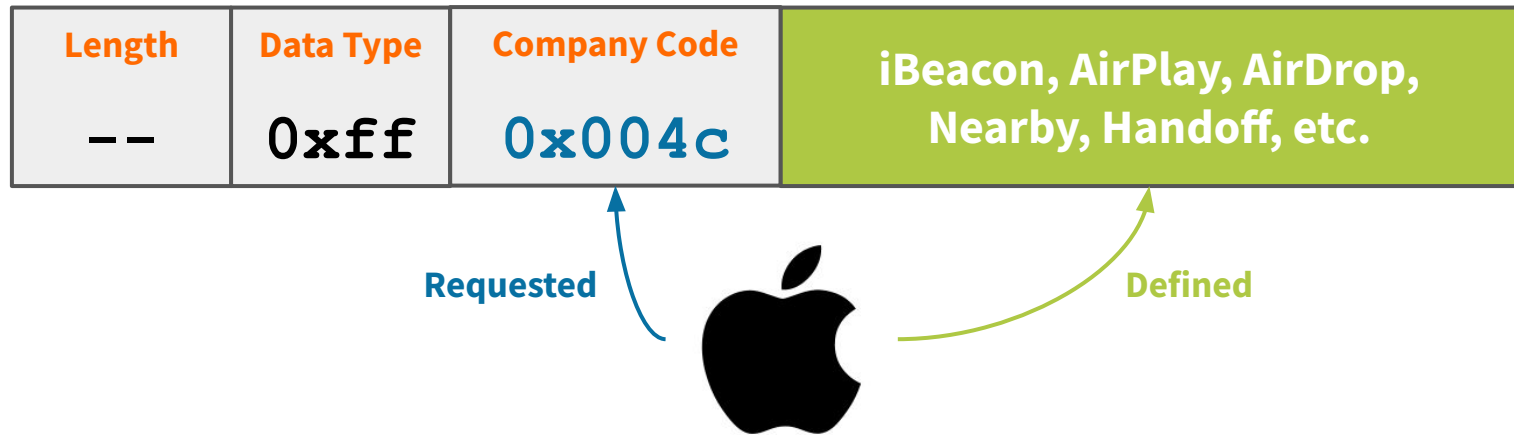 Length
Data Type
Company Code
iBeacon, AirPlay, AirDrop,
Nearby, Handoff, etc.
--
0xff
0x004c
Requested
Defined